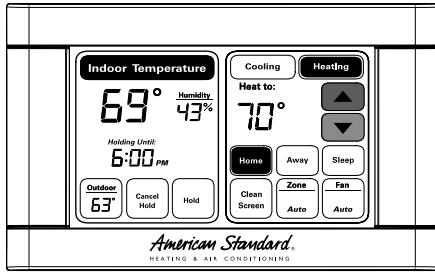 Indoor Temperature
69°
Humidity
43%
Holding Until:
6:00 PM
Outdoor
63°
Cancel
Hold
Hold
Cooling
Heating
Heat to:
70°
Home
Away
Sleep
Clean
Screen
Zone
Auto
Fan
Auto
American Standard®
HEATING & AIR CONDITIONING